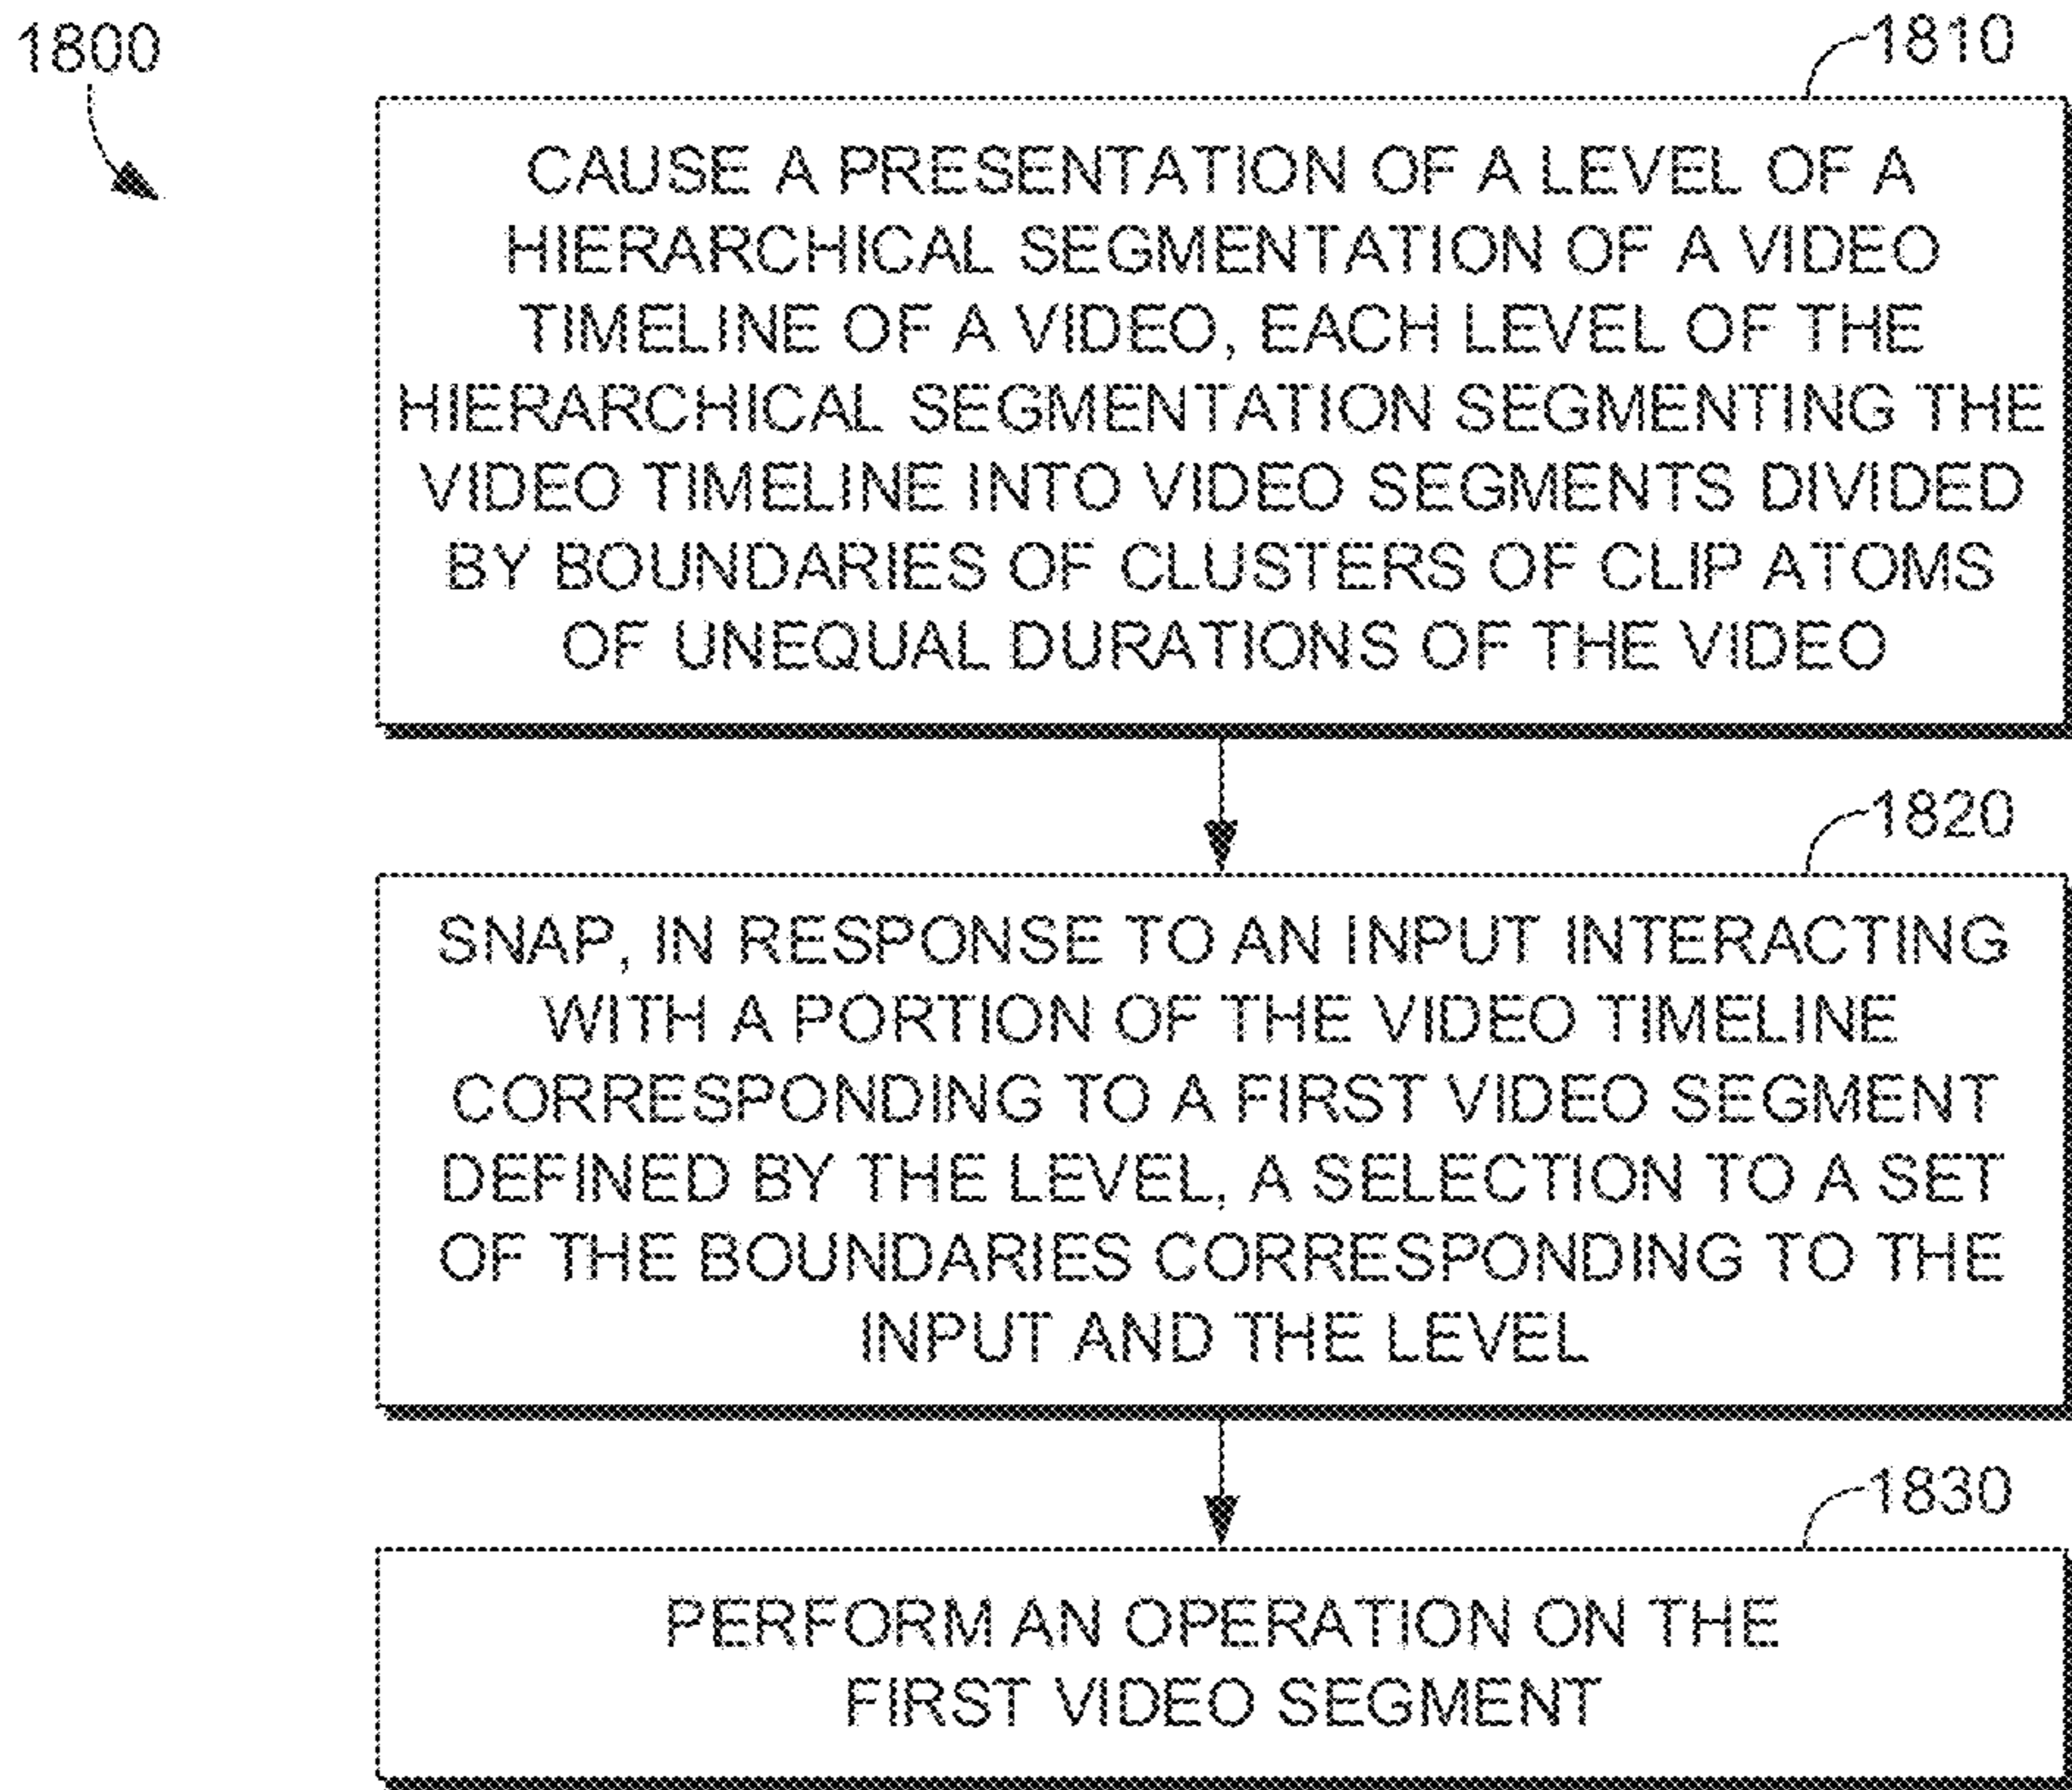 1800
1810
CAUSE A PRESENTATION OF A LEVEL OF A
HIERARCHICAL SEGMENTATION OF A VIDEO
TIMELINE OF A VIDEO, EACH LEVEL OF THE
HIERARCHICAL SEGMENTATION SEGMENTING THE
VIDEO TIMELINE INTO VIDEO SEGMENTS DIVIDED
BY BOUNDARIES OF CLUSTERS OF CLIP ATOMS
OF UNEQUAL DURATIONS OF THE VIDEO
1820
SNAP, IN RESPONSE TO AN INPUT INTERACTING
WITH A PORTION OF THE VIDEO TIMELINE
CORRESPONDING TO A FIRST VIDEO SEGMENT
DEFINED BY THE LEVEL, A SELECTION TO A SET
OF THE BOUNDARIES CORRESPONDING TO THE
INPUT AND THE LEVEL
1830
PERFORM AN OPERATION ON THE
FIRST VIDEO SEGMENT